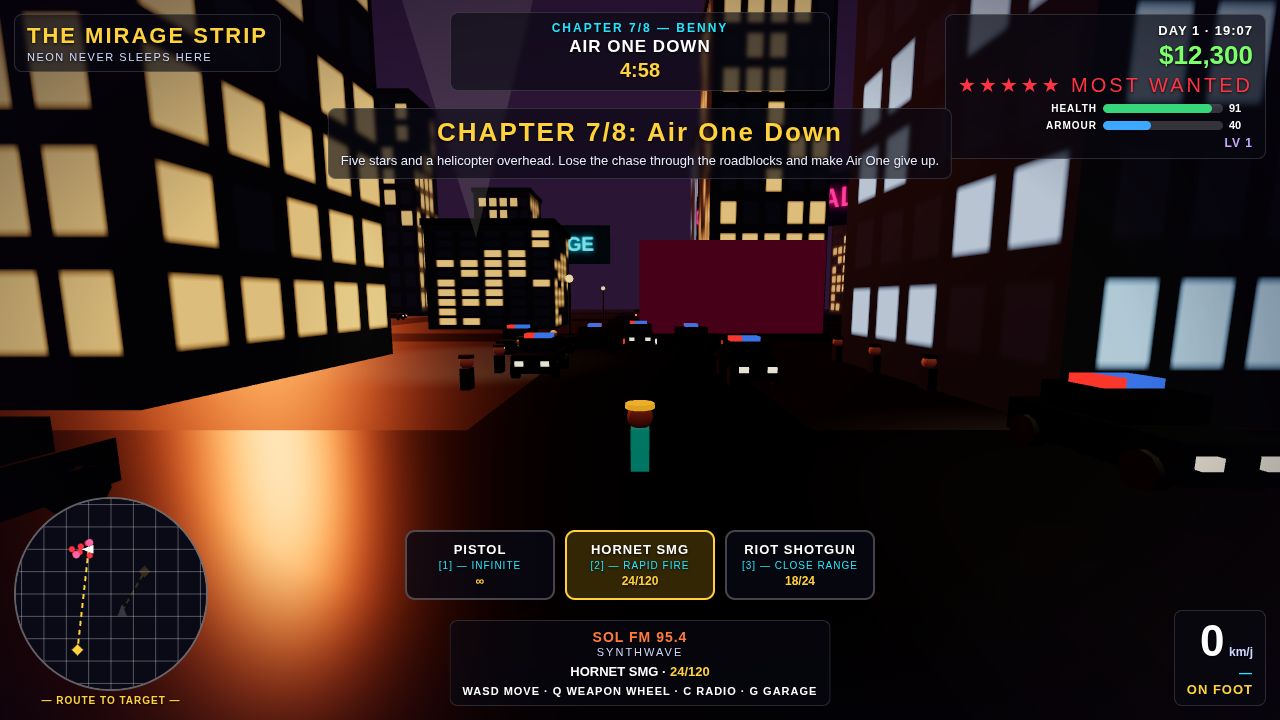 THE MIRAGE STRIP
NEON NEVER SLEEPS HERE
CHAPTER 7/8 — BENNY
AIR ONE DOWN
4:58
DAY 1 · 19:07
$12,300
★★★★★ MOST WANTED
HEALTH 91
ARMOUR 40
LV 1
CHAPTER 7/8: Air One Down
Five stars and a helicopter overhead. Lose the chase through the roadblocks and make Air One give up.
AL
GE
PISTOL
[1] — INFINITE
∞
HORNET SMG
[2] — RAPID FIRE
24/120
RIOT SHOTGUN
[3] — CLOSE RANGE
18/24
SOL FM 95.4
SYNTHWAVE
HORNET SMG · 24/120
WASD MOVE · Q WEAPON WHEEL · C RADIO · G GARAGE
— ROUTE TO TARGET —
0 km/j
—
ON FOOT